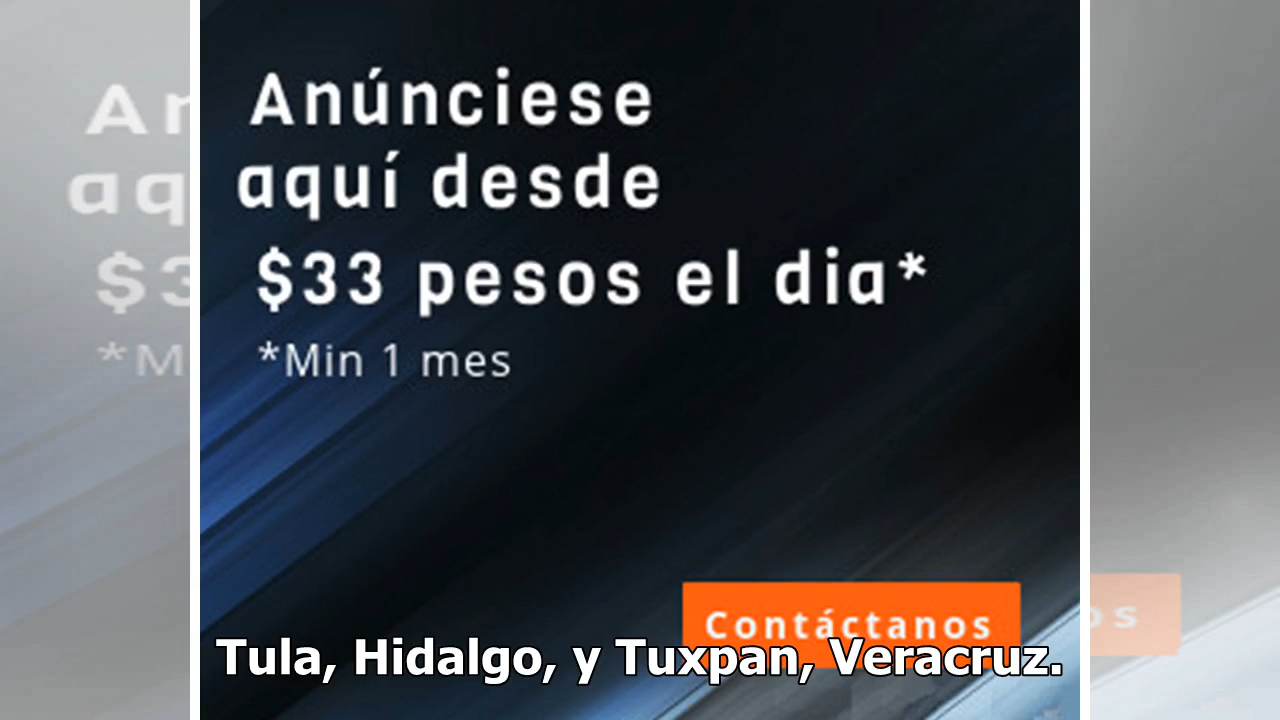 Anúnciese
aquí desde
$33 pesos el dia*
*Min 1 mes
Contáctanos
Tula, Hidalgo, y Tuxpan, Veracruz.